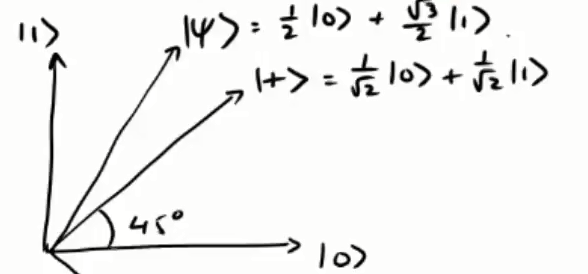 |1⟩
|ψ⟩ = 1/2 |0⟩ + √3/2 |1⟩.
|+⟩ = 1/√2 |0⟩ + 1/√2 |1⟩
45°
|0⟩